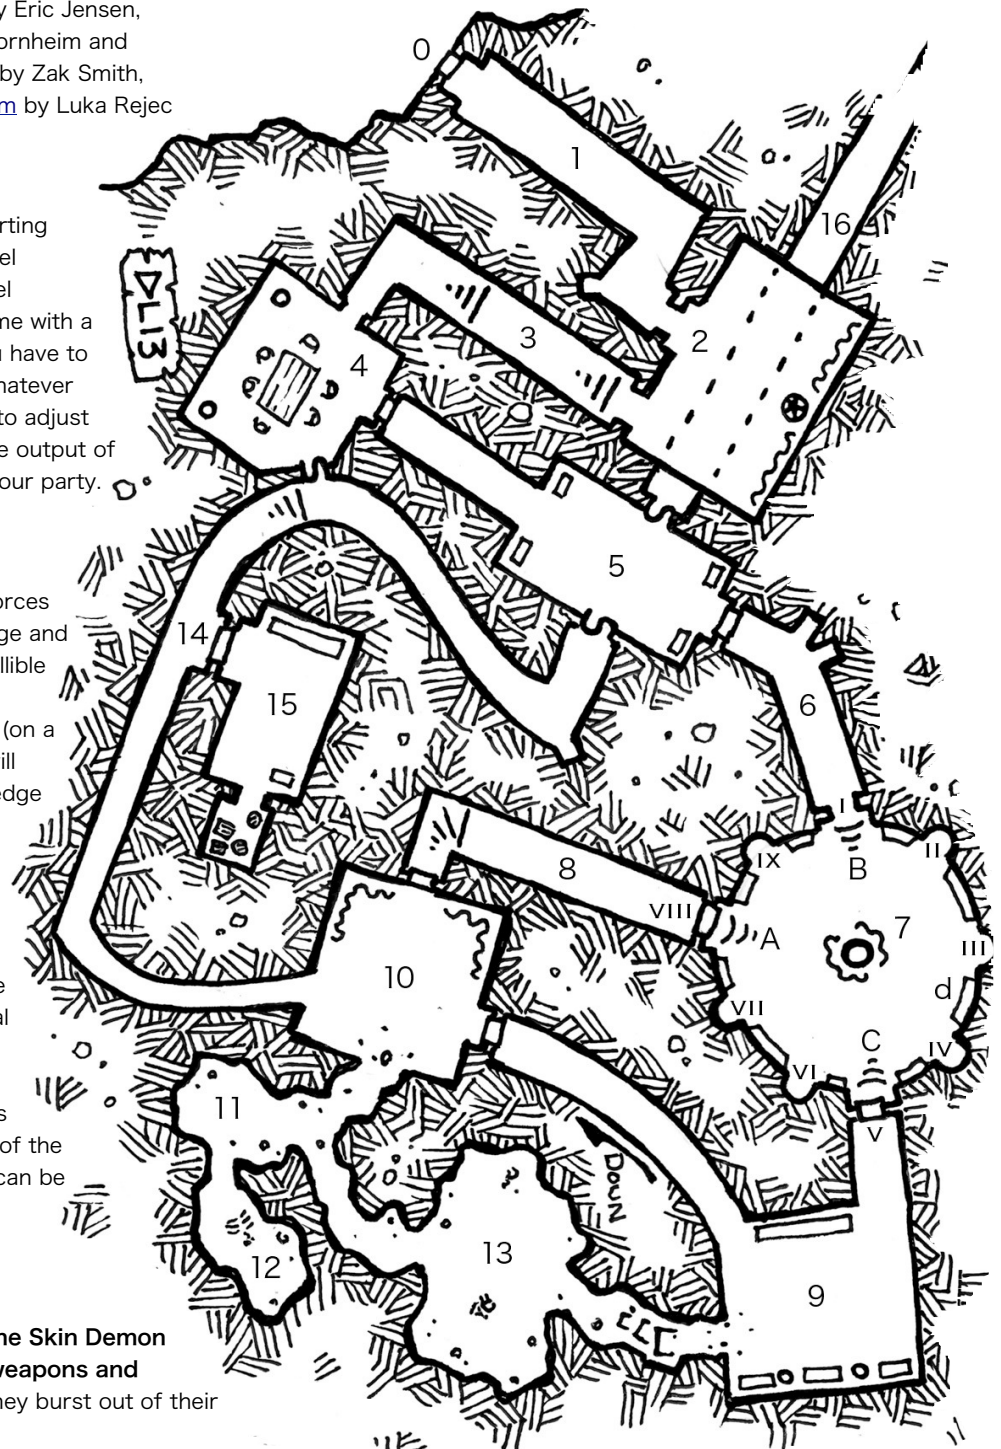 y Eric Jensen,
ornheim and
by Zak Smith,
m by Luka Rejec
rting
el
el
me with a
u have to
hatever
to adjust
e output of
our party.
orces
ge and
llible
(on a
vill
edge
e
al
s
of the
can be
he Skin Demon
weapons and
hey burst out of their
0
1
16
DL13
2
3
4
5
14
15
6
I
II
IX
B
8
VIII
A
7
III
10
d
VII
C
IV
VI
V
11
DOWN
13
12
9